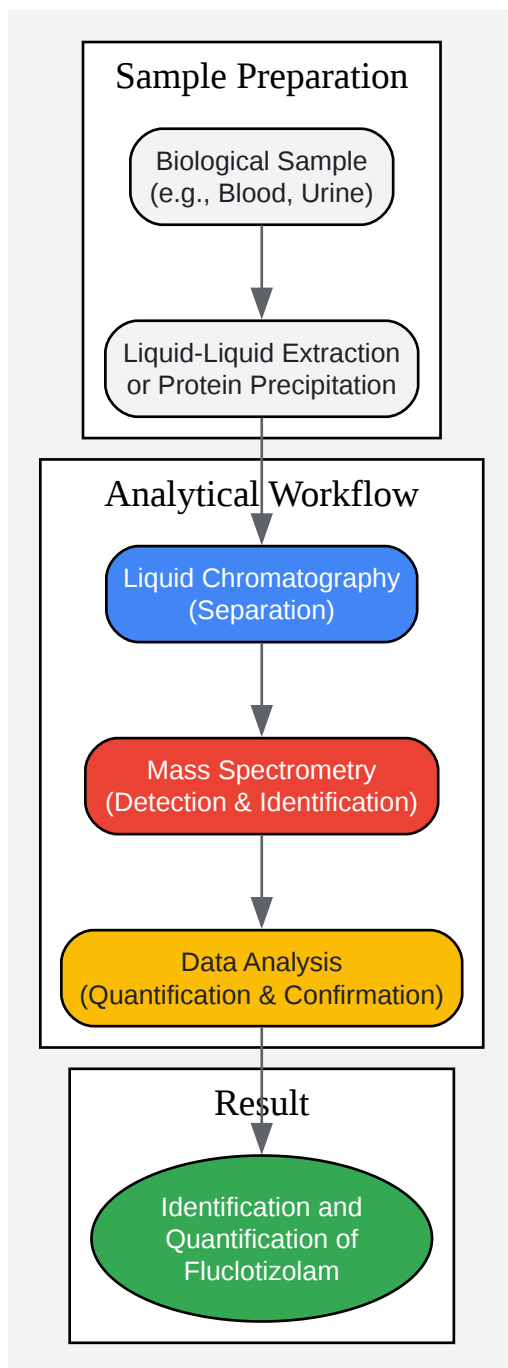 Sample Preparation
Biological Sample
(e.g., Blood, Urine)
Liquid-Liquid Extraction
or Protein Precipitation
Analytical Workflow
Liquid Chromatography
(Separation)
Mass Spectrometry
(Detection & Identification)
Data Analysis
(Quantification & Confirmation)
Result
Identification and
Quantification of
Fluclotizolam